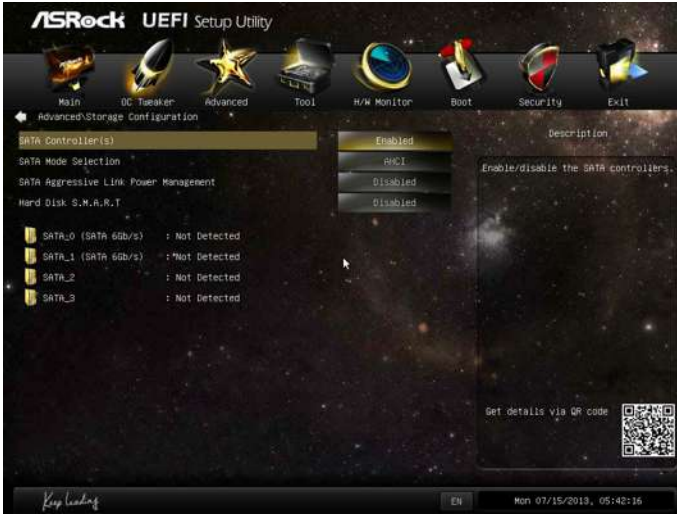 ASRock UEFI Setup Utility
Main OC Tweaker Advanced Tool H/W Monitor Boot Security Exit
Advanced\Storage Configuration
SATA Controller(s) Enabled
SATA Mode Selection AHCI
SATA Aggressive Link Power Management Disabled
Hard Disk S.M.A.R.T Disabled
SATA_0 (SATA 6Gb/s) : Not Detected
SATA_1 (SATA 6Gb/s) : Not Detected
SATA_2 : Not Detected
SATA_3 : Not Detected
Description
Enable/disable the SATA controllers.
Get details via QR code
Keep Leading
EN
Mon 07/15/2013, 05:42:16